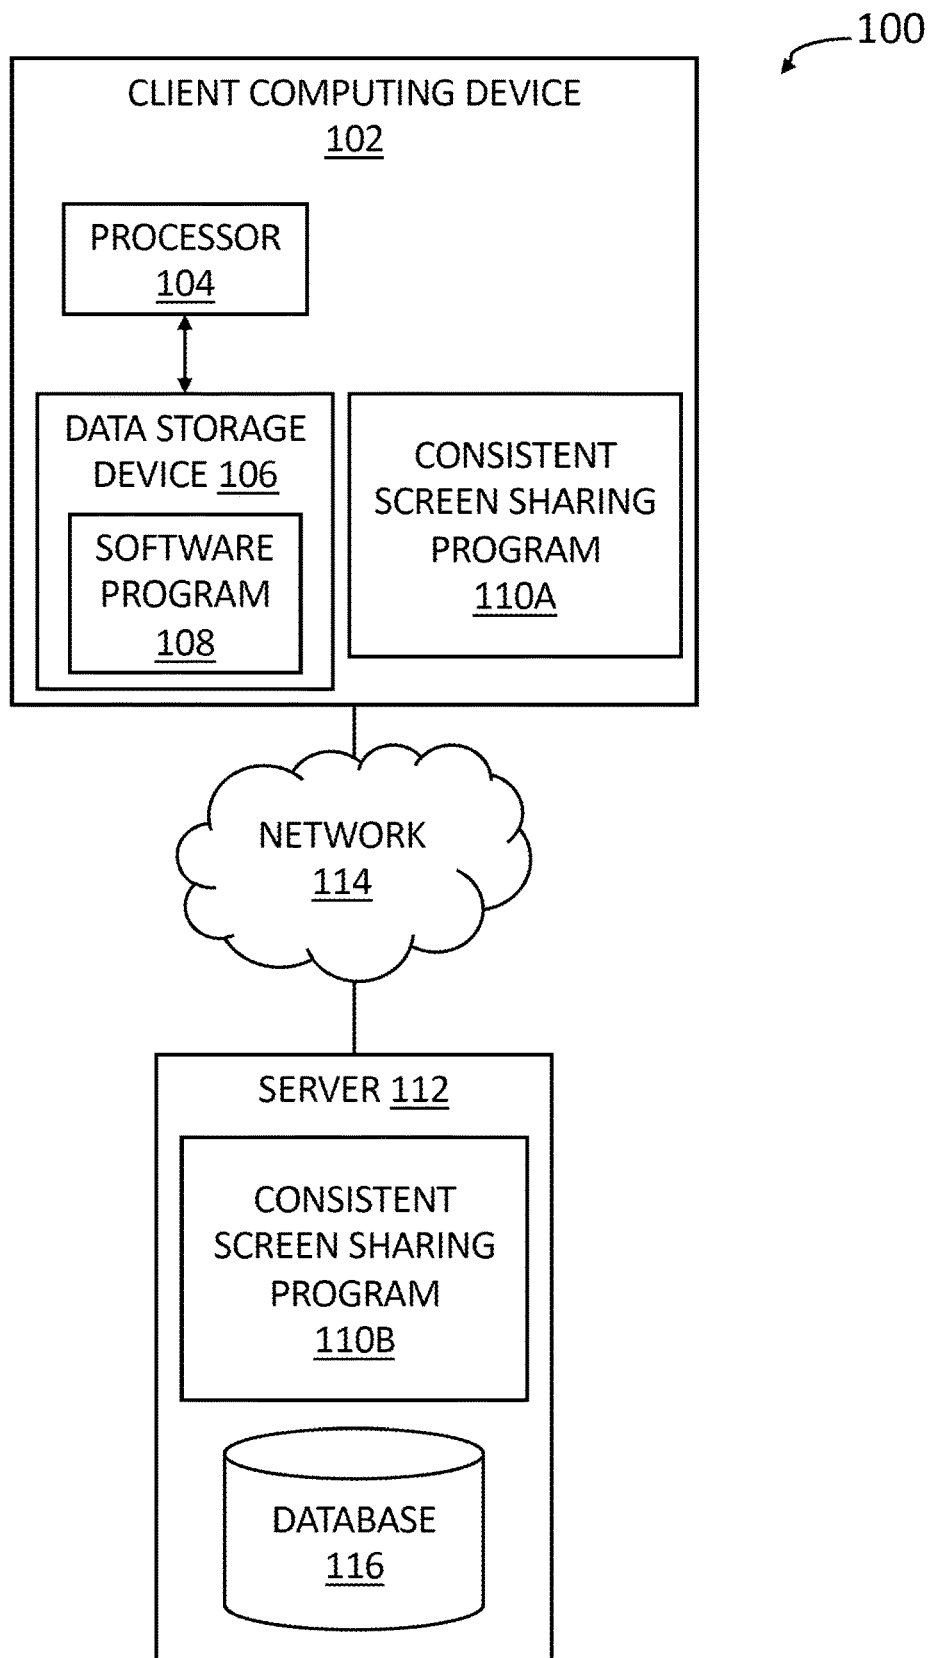 100
CLIENT COMPUTING DEVICE
102
PROCESSOR
104
DATA STORAGE
DEVICE 106
SOFTWARE
PROGRAM
108
CONSISTENT
SCREEN SHARING
PROGRAM
110A
NETWORK
114
SERVER 112
CONSISTENT
SCREEN SHARING
PROGRAM
110B
DATABASE
116